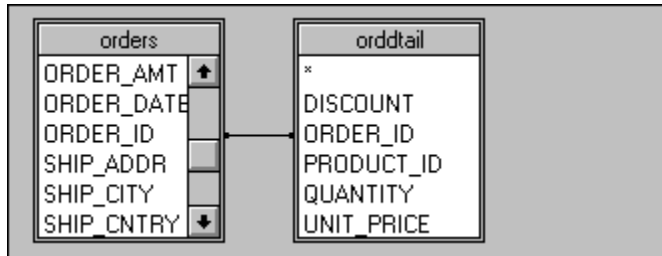 orders
ORDER_AMT
ORDER_DATE
ORDER_ID
SHIP_ADDR
SHIP_CITY
SHIP_CNTRY
orddtail
*
DISCOUNT
ORDER_ID
PRODUCT_ID
QUANTITY
UNIT_PRICE